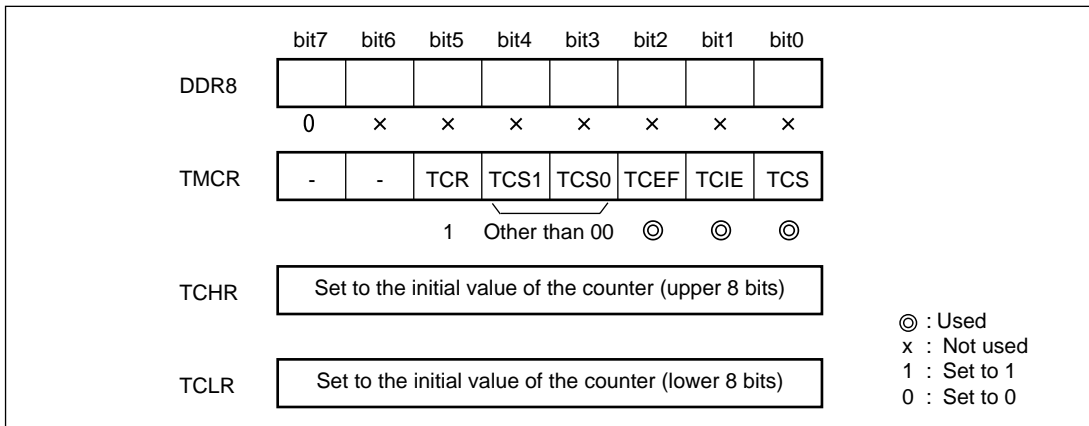 bit7 bit6 bit5 bit4 bit3 bit2 bit1 bit0
DDR8
0 × × × × × × ×
TMCR - - TCR TCS1 TCS0 TCEF TCIE TCS
1 Other than 00 ◎ ◎ ◎
TCHR Set to the initial value of the counter (upper 8 bits)
◎ : Used
x : Not used
TCLR Set to the initial value of the counter (lower 8 bits)
1 : Set to 1
0 : Set to 0